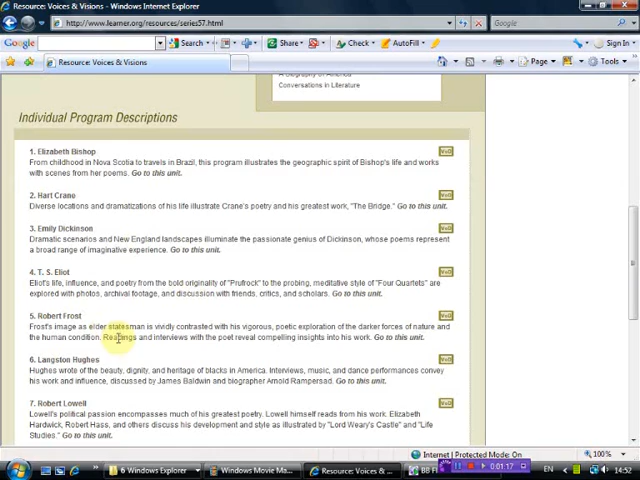 Resource: Voices & Visions - Windows Internet Explorer
http://www.learner.org/resources/series57.html
Google
Google
Search
Share
Check
AutoFill
Sign In
Resource: Voices & Visions
Page
Tools
Conversations in Literature
Individual Program Descriptions
1. Elizabeth Bishop
VoD
From childhood in Nova Scotia to travels in Brazil, this program illustrates the geographic spirit of Bishop's life and works
with scenes from her poems. Go to this unit.
2. Hart Crane
VoD
Diverse locations and dramatizations of his life illustrate Crane's poetry and his greatest work, "The Bridge." Go to this unit.
3. Emily Dickinson
VoD
Dramatic scenarios and New England landscapes illuminate the passionate genius of Dickinson, whose poems represent
a broad range of imaginative experience. Go to this unit.
4. T. S. Eliot
VoD
Eliot's life, influence, and poetry from the bold originality of "Prufrock" to the probing, meditative style of "Four Quartets" are
explored with photos, archival footage, and discussion with friends, critics, and scholars. Go to this unit.
5. Robert Frost
VoD
Frost's image as elder statesman is vividly contrasted with his vigorous, poetic exploration of the darker forces of nature and
the human condition. Readings and interviews with the poet reveal compelling insights into his work. Go to this unit.
6. Langston Hughes
VoD
Hughes wrote of the beauty, dignity, and heritage of blacks in America. Interviews, music, and dance performances convey
his work and influence, discussed by James Baldwin and biographer Arnold Rampersad. Go to this unit.
7. Robert Lowell
VoD
Lowell's political passion encompasses much of his greatest poetry. Lowell himself reads from his work. Elizabeth
Hardwick, Robert Hass, and others discuss his development and style as illustrated by "Lord Weary's Castle" and "Life
Studies." Go to this unit.
Internet | Protected Mode: On
100%
6 Windows Explorer
Windows Movie Ma...
Resource: Voices & ...
BB F
0:01:17
EN
14:52